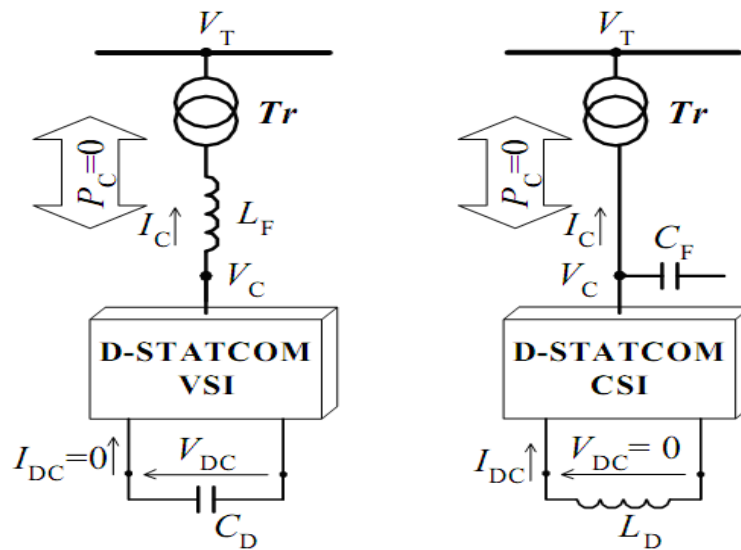 V_T
Tr
P_C=0
I_C
L_F
V_C
D-STATCOM
VSI
I_DC=0
V_DC
C_D
V_T
Tr
P_C=0
I_C
C_F
V_C
D-STATCOM
CSI
I_DC
V_DC= 0
L_D